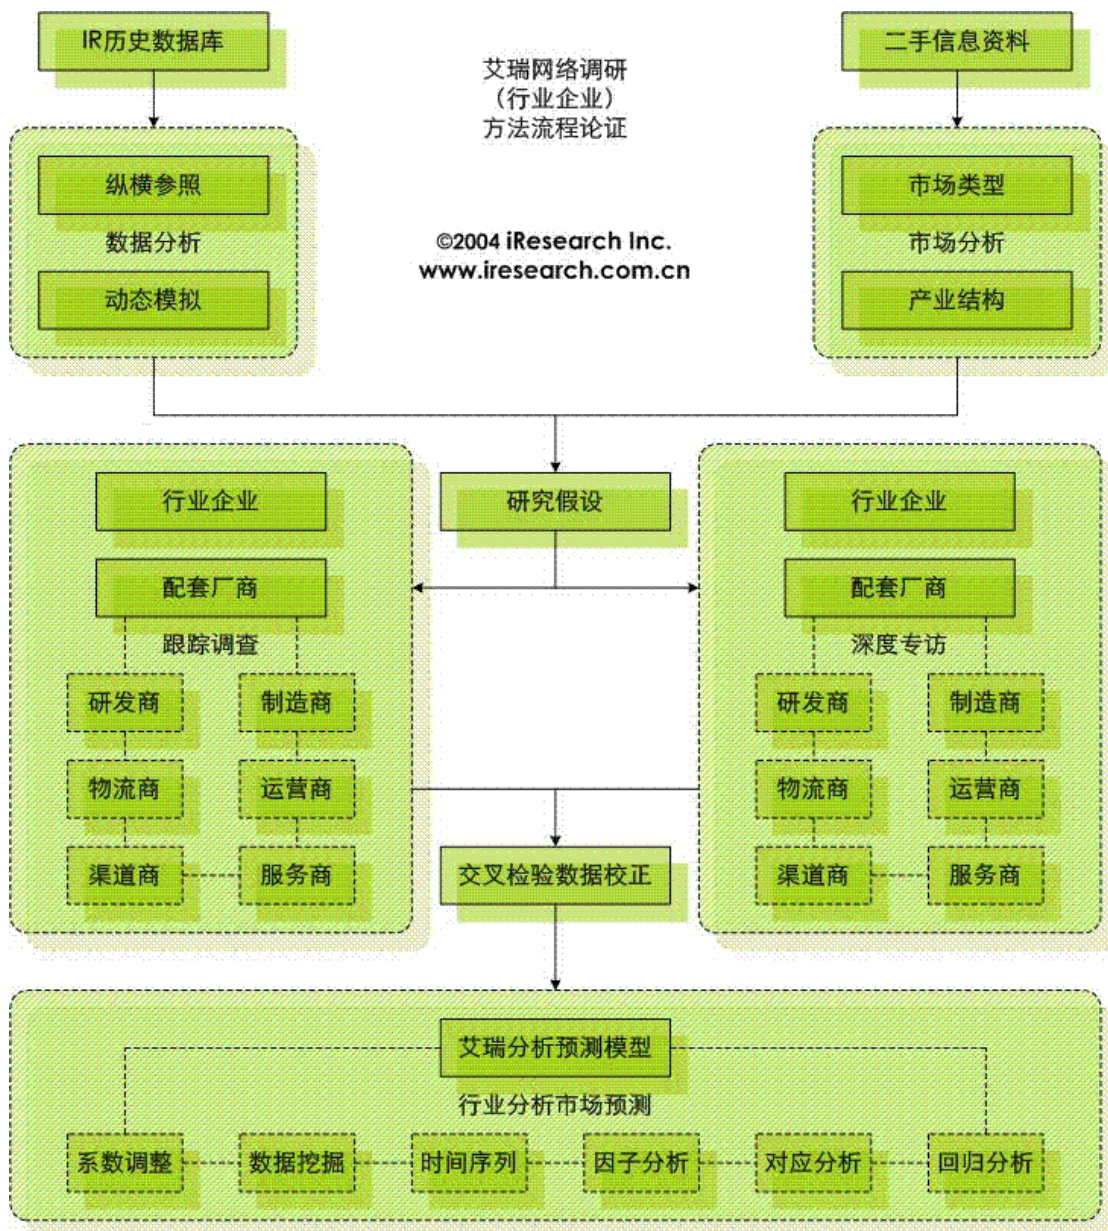 IR历史数据库
二手信息资料
艾瑞网络调研
（行业企业）
方法流程论证
纵横参照
数据分析
动态模拟
市场类型
市场分析
产业结构
©2004 iResearch Inc.
www.iresearch.com.cn
行业企业
配套厂商
跟踪调查
研发商
制造商
物流商
运营商
渠道商
服务商
研究假设
交叉检验数据校正
行业企业
配套厂商
深度专访
研发商
制造商
物流商
运营商
渠道商
服务商
艾瑞分析预测模型
行业分析市场预测
系数调整
数据挖掘
时间序列
因子分析
对应分析
回归分析